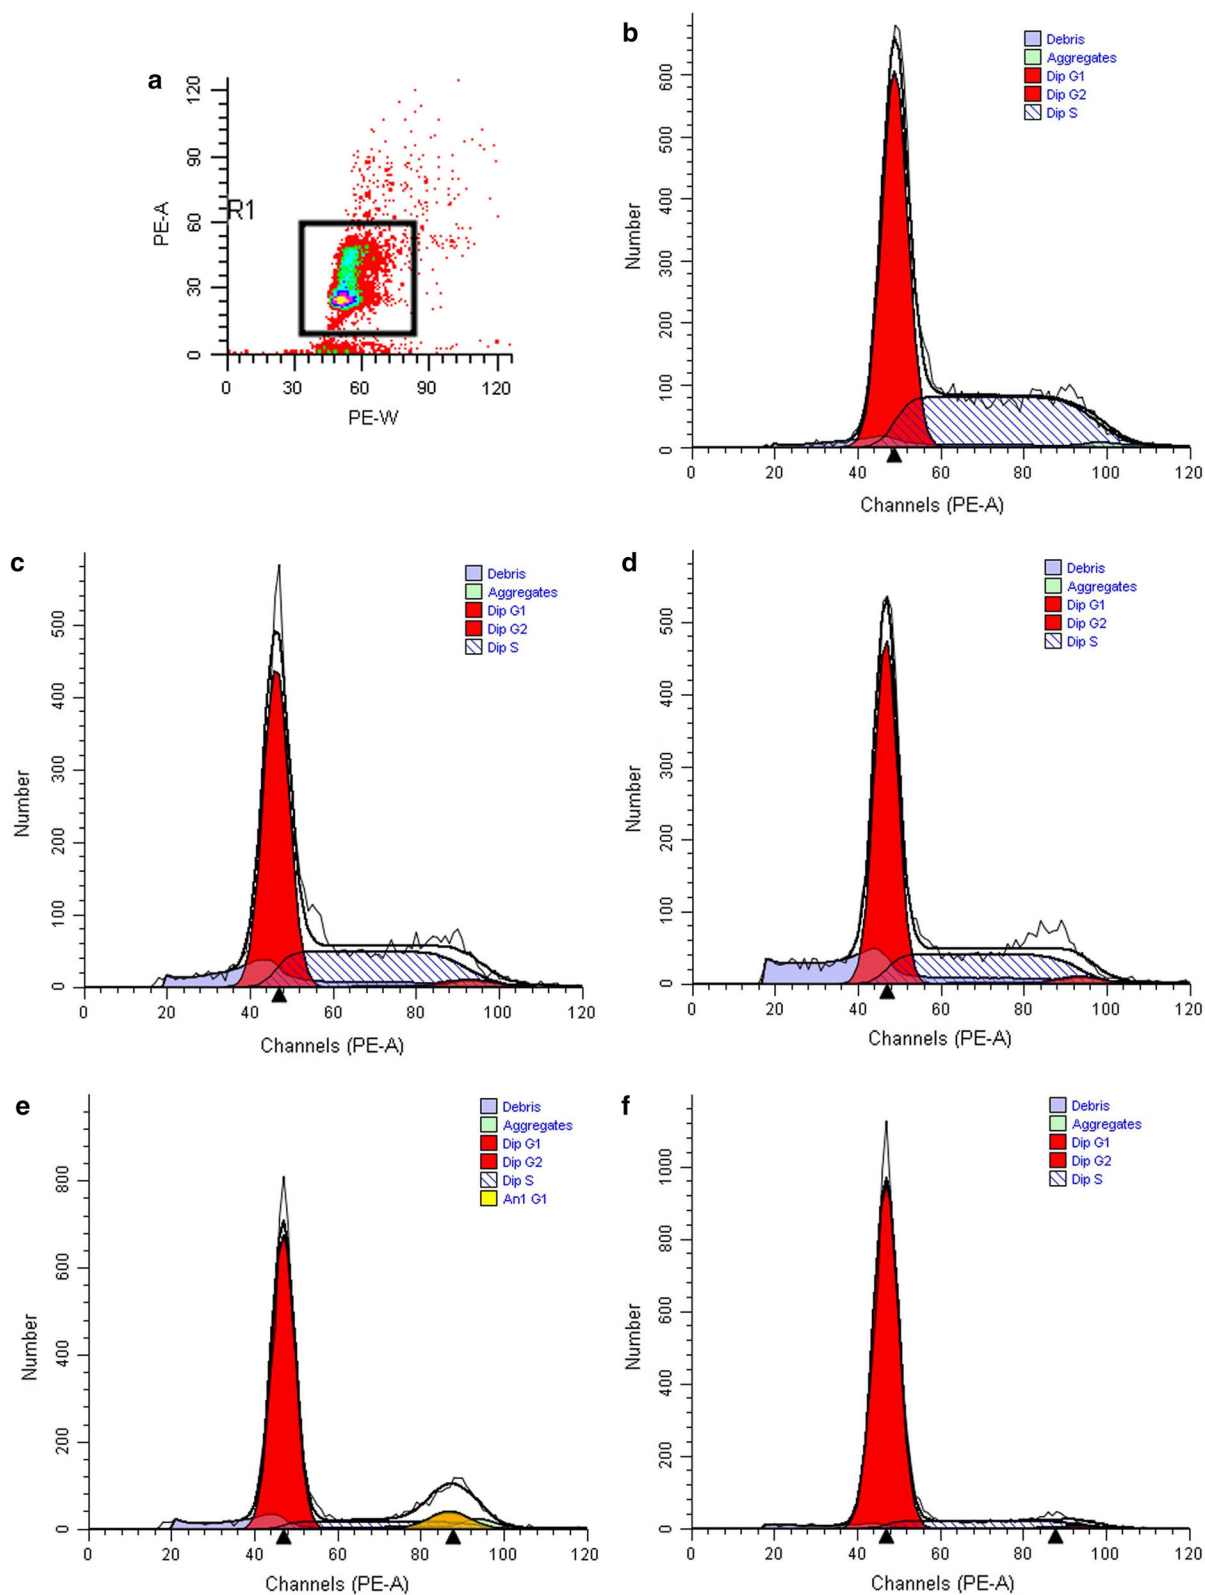 a
PE-A
120
90
60
30
0
R1
0 30 60 90 120
PE-W
b
Number
600
500
400
300
200
100
0
Debris
Aggregates
Dip G1
Dip G2
Dip S
0 20 40 60 80 100 120
Channels (PE-A)
c
Number
500
400
300
200
100
0
Debris
Aggregates
Dip G1
Dip G2
Dip S
0 20 40 60 80 100 120
Channels (PE-A)
d
Number
500
400
300
200
100
0
Debris
Aggregates
Dip G1
Dip G2
Dip S
0 20 40 60 80 100 120
Channels (PE-A)
e
Number
800
600
400
200
0
Debris
Aggregates
Dip G1
Dip G2
Dip S
An1 G1
0 20 40 60 80 100 120
Channels (PE-A)
f
Number
1000
800
600
400
200
0
Debris
Aggregates
Dip G1
Dip G2
Dip S
0 20 40 60 80 100 120
Channels (PE-A)